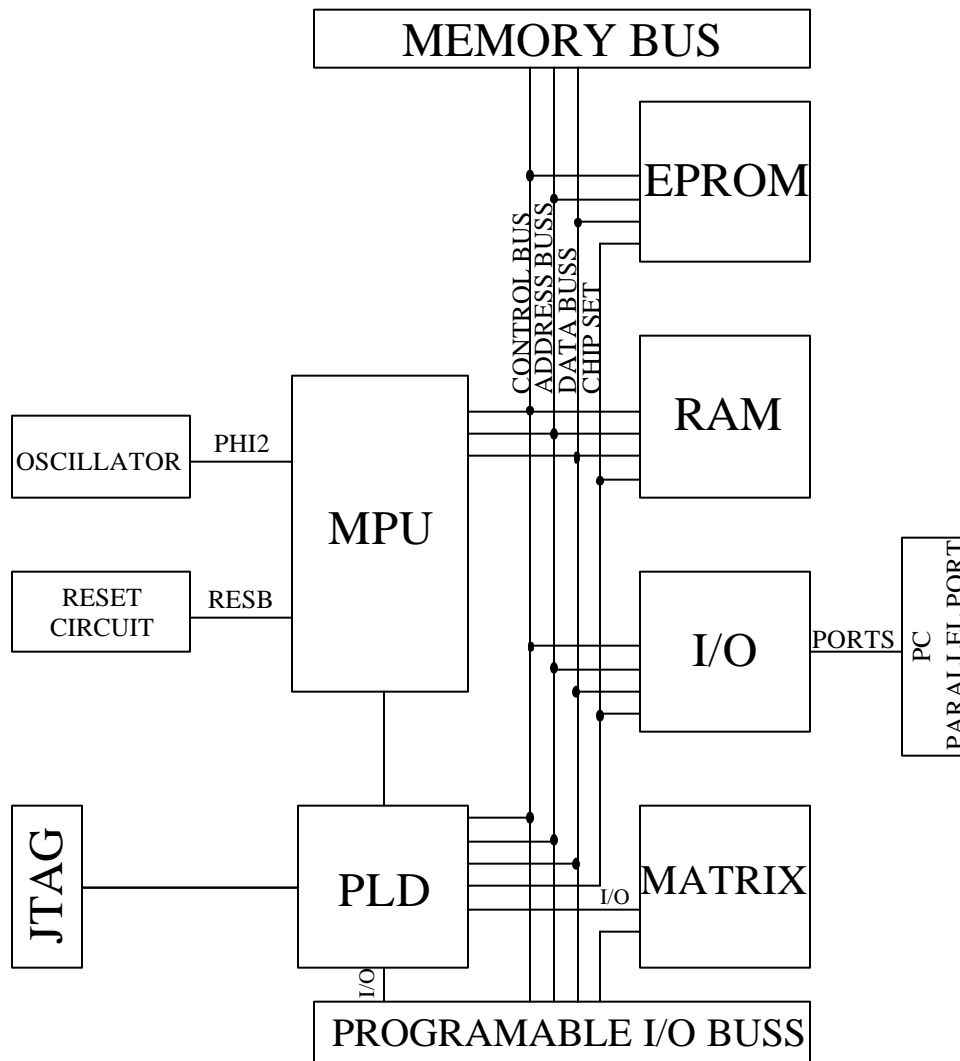 MEMORY BUS
EPROM
CONTROL BUS
ADDRESS BUSS
DATA BUSS
CHIP SET
RAM
OSCILLATOR
PHI2
MPU
RESET
CIRCUIT
RESB
I/O
PORTS
PC
PARALLEL PORT
JTAG
PLD
I/O
MATRIX
I/O
PROGRAMABLE I/O BUSS